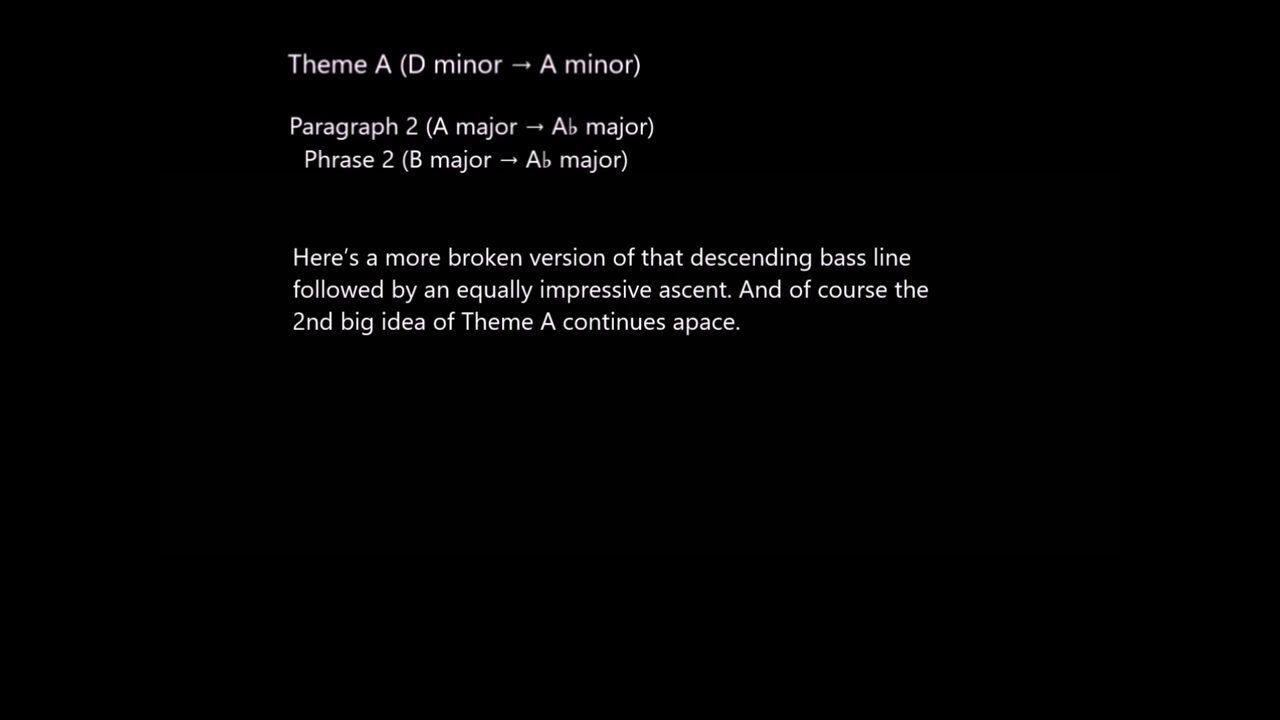 Theme A (D minor → A minor)
Paragraph 2 (A major → A♭ major)
Phrase 2 (B major → A♭ major)
Here’s a more broken version of that descending bass line
followed by an equally impressive ascent. And of course the
2nd big idea of Theme A continues apace.